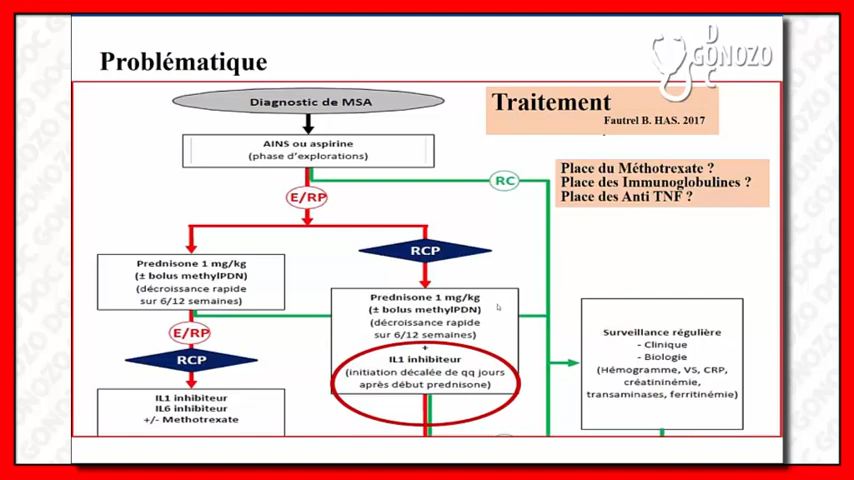 Problématique
D
GONOZO
C
Diagnostic de MSA
Traitement
Fautrel B. HAS. 2017
AINS ou aspirine
(phase d'explorations)
Place du Méthotrexate ?
Place des Immunoglobulines ?
Place des Anti TNF ?
RC
E/RP
RCP
Prednisone 1 mg/kg
(± bolus methylPDN)
(décroissance rapide
sur 6/12 semaines)
Prednisone 1 mg/kg
(± bolus methylPDN)
(décroissance rapide
sur 6/12 semaines)
+
IL1 inhibiteur
(initiation décalée de qq jours
après début prednisone)
E/RP
RCP
IL1 inhibiteur
IL6 inhibiteur
+/- Methotrexate
Surveillance régulière
- Clinique
- Biologie
(Hémogramme, VS, CRP,
créatininémie,
transaminases, ferritinémie)